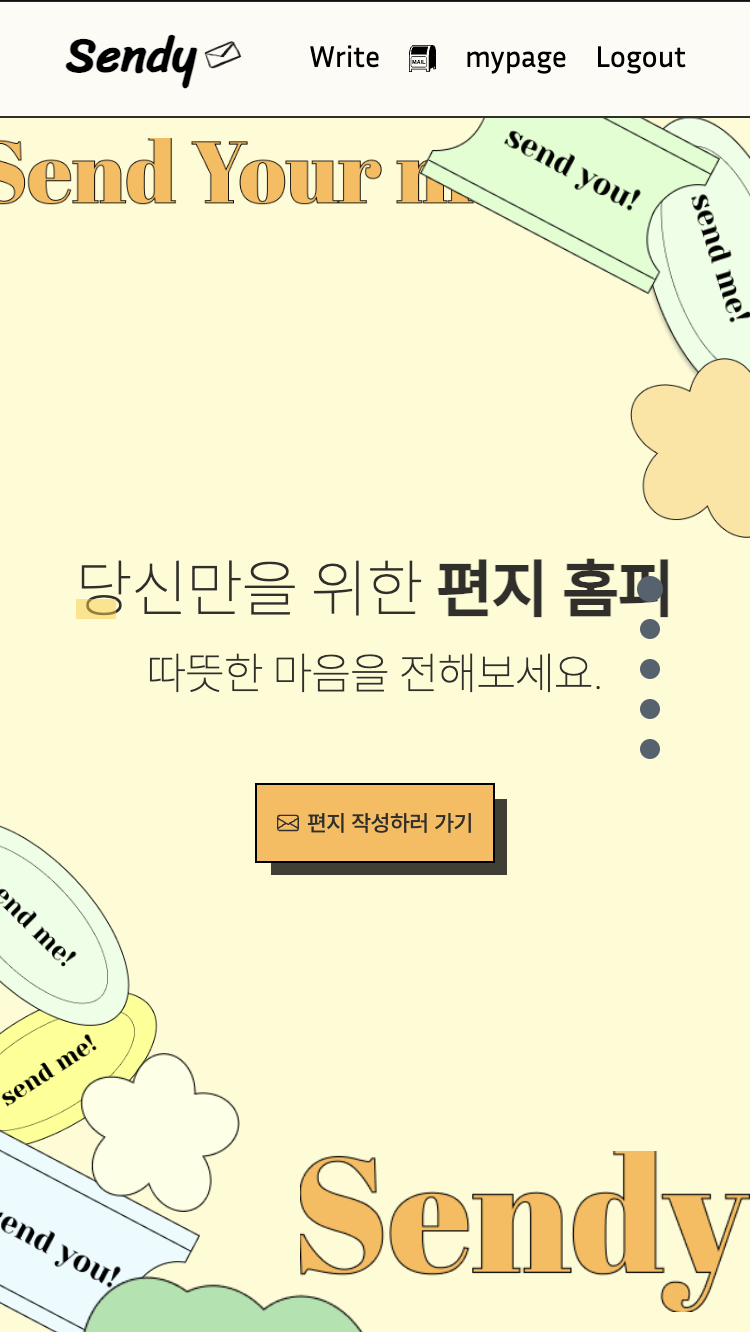 Sendy Write MAIL mypage Logout
Send Your m
send you!
send me!
당신만을 위한 편지 홈피
따뜻한 마음을 전해보세요.
편지 작성하러 가기
end me!
send me!
end you!
Sendy